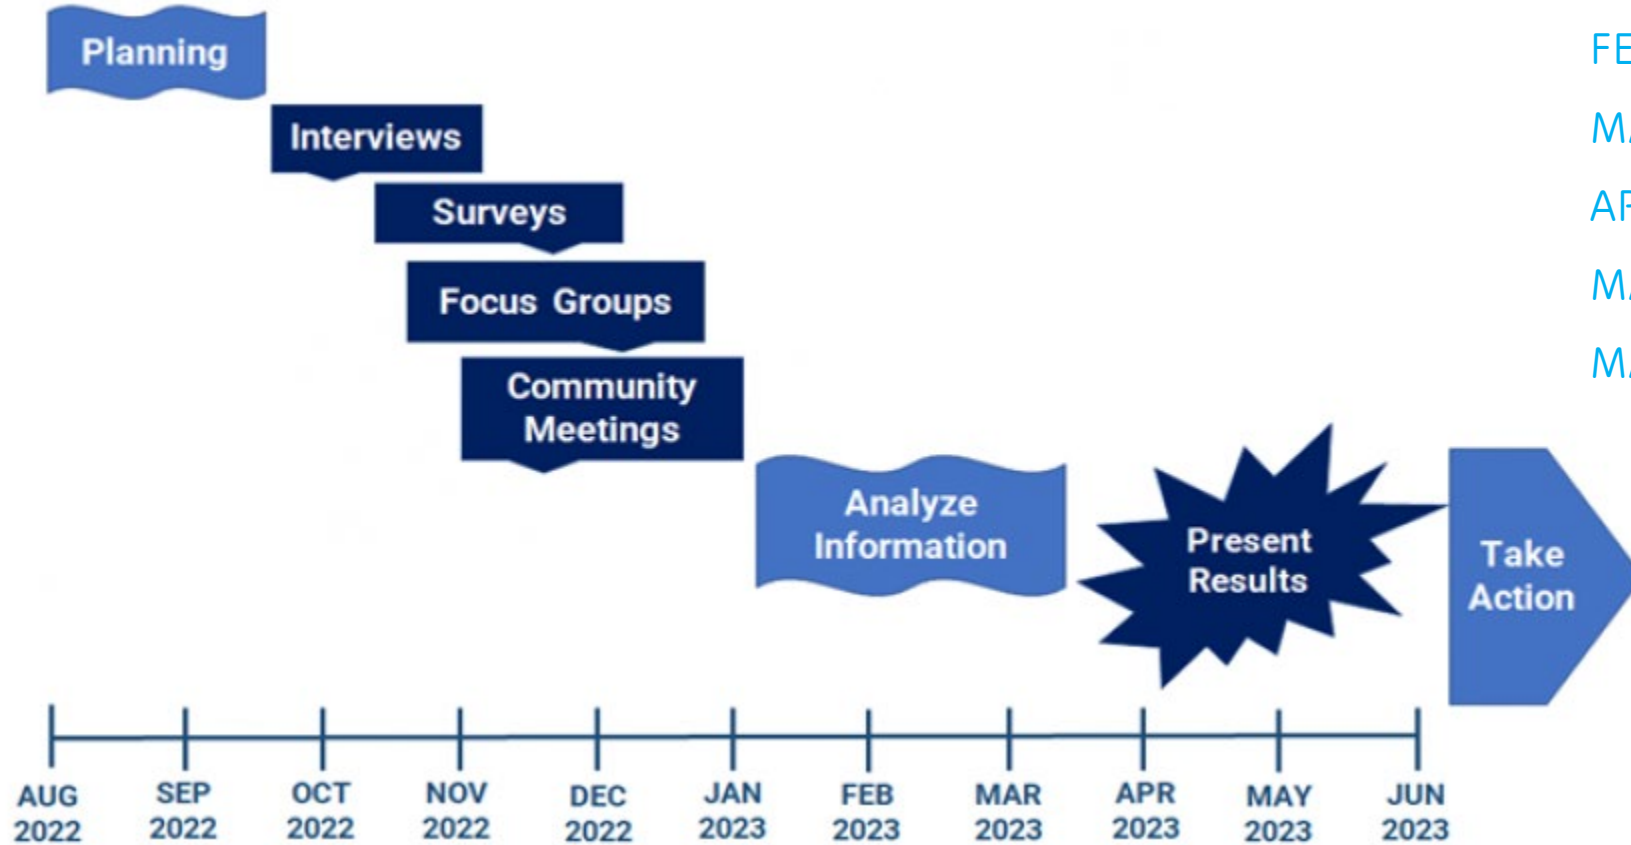 Planning
Interviews
Surveys
Focus Groups
Community
Meetings
Analyze
Information
Present
Results
Take
Action
AUG
2022
SEP
2022
OCT
2022
NOV
2022
DEC
2022
JAN
2023
FEB
2023
MAR
2023
APR
2023
MAY
2023
JUN
2023